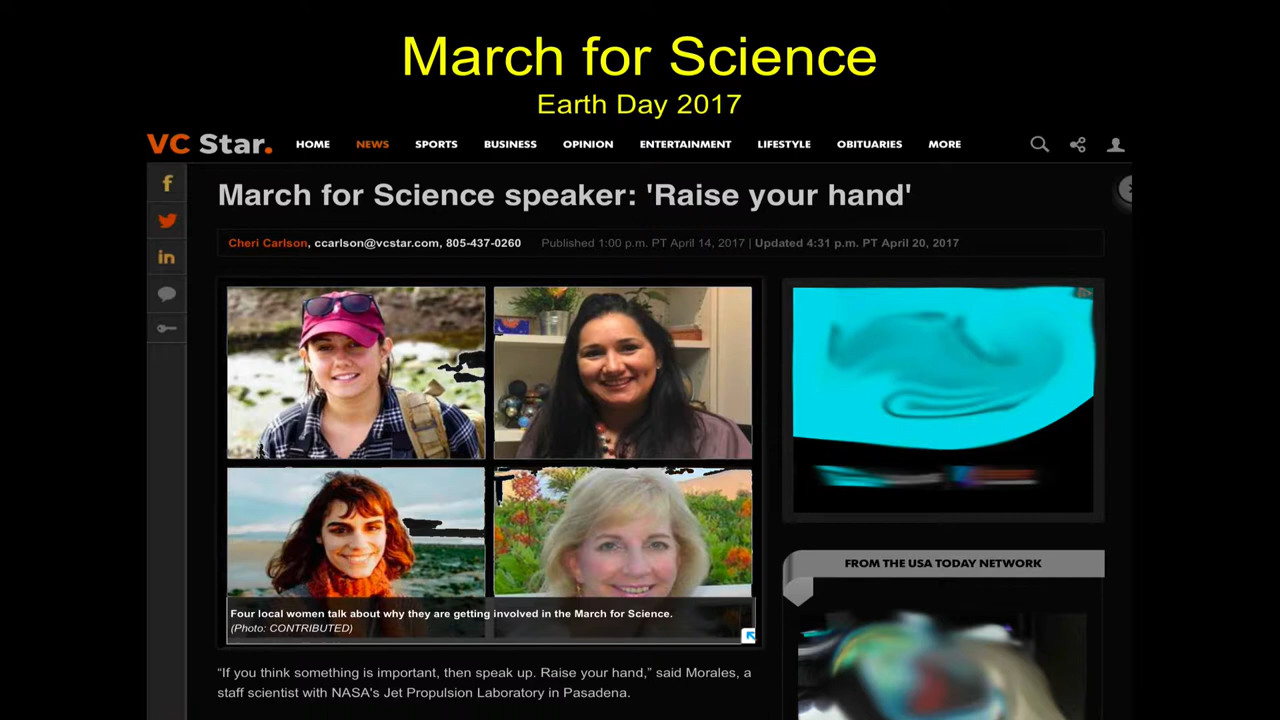 March for Science
Earth Day 2017
VC Star. HOME NEWS SPORTS BUSINESS OPINION ENTERTAINMENT LIFESTYLE OBITUARIES MORE
March for Science speaker: 'Raise your hand'
Cheri Carlson, ccarlson@vcstar.com, 805-437-0260 Published 1:00 p.m. PT April 14, 2017 | Updated 4:31 p.m. PT April 20, 2017
Four local women talk about why they are getting involved in the March for Science.
(Photo: CONTRIBUTED)
FROM THE USA TODAY NETWORK
“If you think something is important, then speak up. Raise your hand,” said Morales, a
staff scientist with NASA's Jet Propulsion Laboratory in Pasadena.